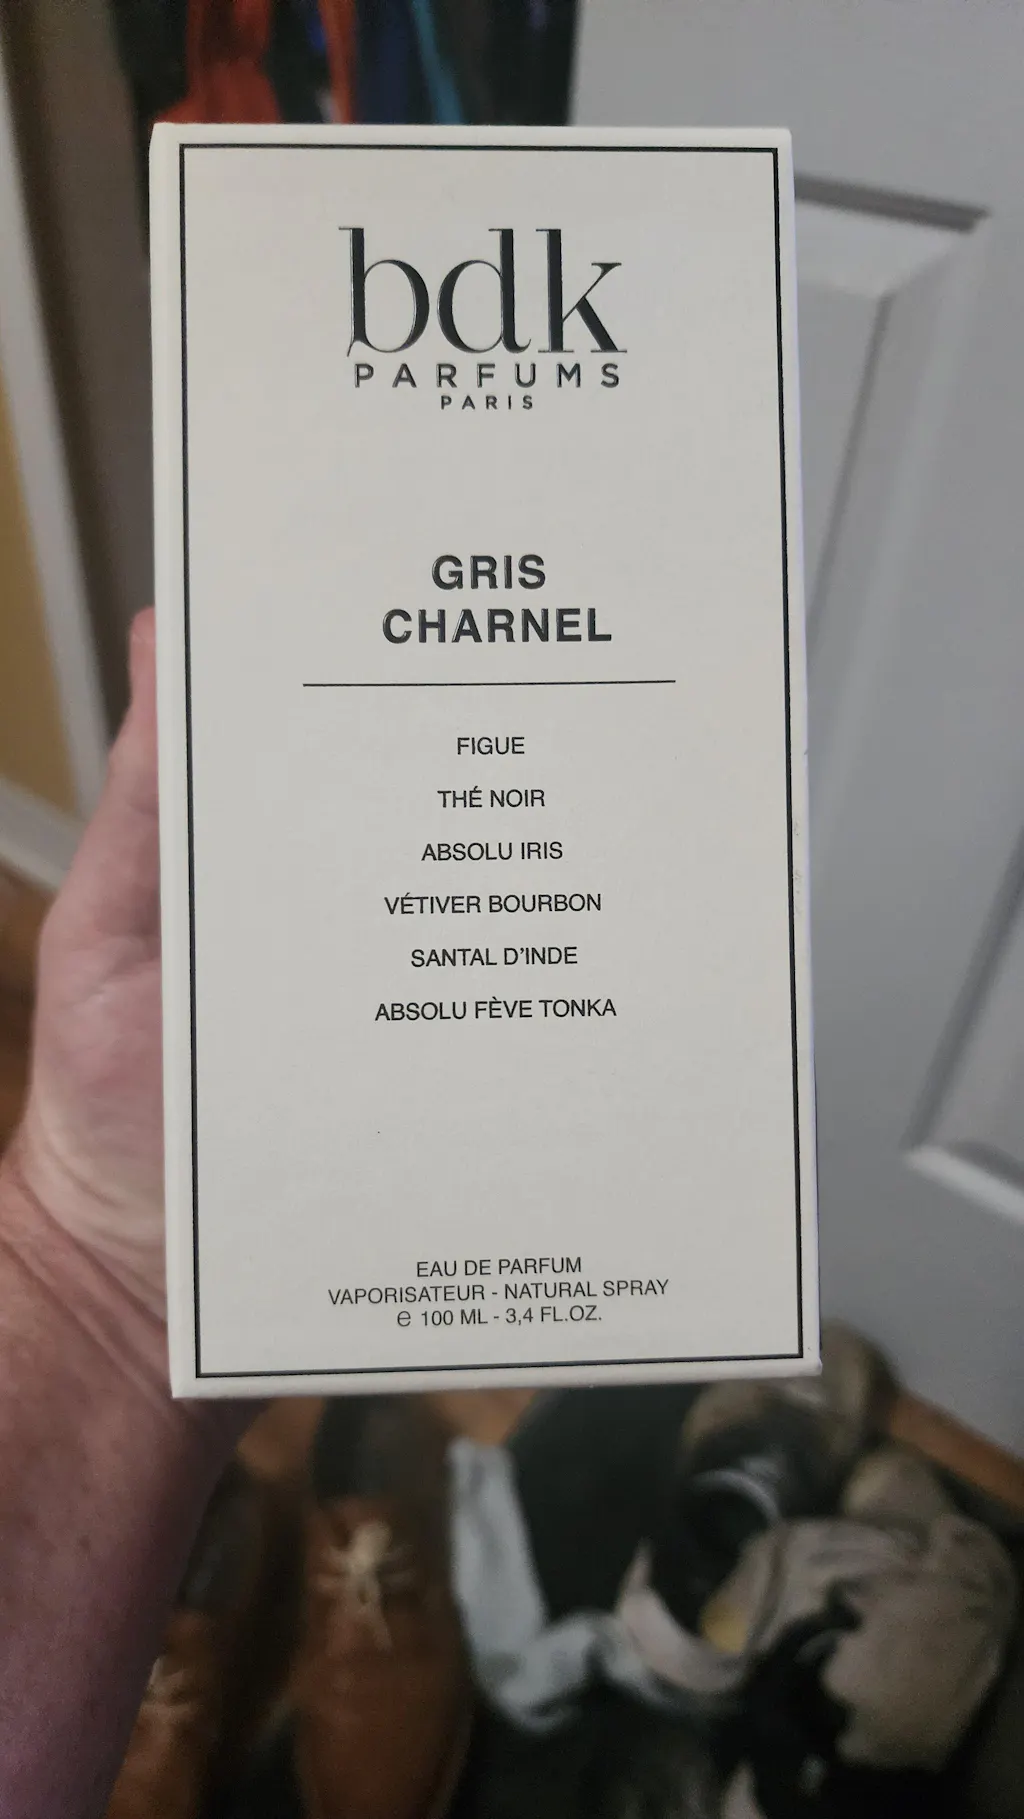 bdk
PARFUMS
PARIS
GRIS
CHARNEL
FIGUE
THÉ NOIR
ABSOLU IRIS
VÉTIVER BOURBON
SANTAL D'INDE
ABSOLU FÈVE TONKA
EAU DE PARFUM
VAPORISATEUR - NATURAL SPRAY
℮ 100 ML - 3,4 FL.OZ.